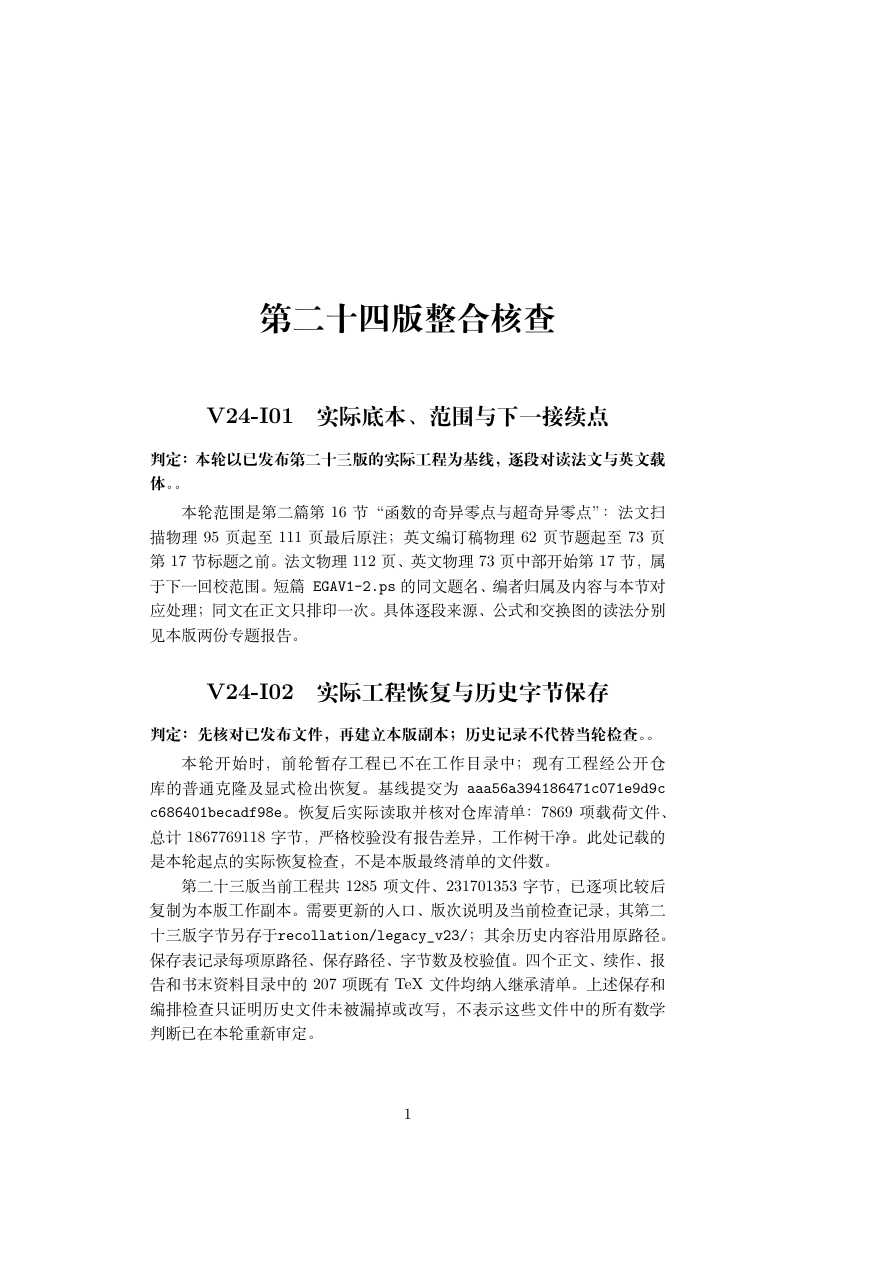 第二十四版整合核查
V24-I01 实际底本、范围与下一接续点
判定：本轮以已发布第二十三版的实际工程为基线，逐段对读法文与英文载
体。。
本轮范围是第二篇第 16 节“函数的奇异零点与超奇异零点”：法文扫
描物理 95 页起至 111 页最后原注；英文编订稿物理 62 页节题起至 73 页
第 17 节标题之前。法文物理 112 页、英文物理 73 页中部开始第 17 节，属
于下一回校范围。短篇 EGAV1-2.ps 的同文题名、编者归属及内容与本节对
应处理；同文在正文只排印一次。具体逐段来源、公式和交换图的读法分别
见本版两份专题报告。
V24-I02 实际工程恢复与历史字节保存
判定：先核对已发布文件，再建立本版副本；历史记录不代替当轮检查。。
本轮开始时，前轮暂存工程已不在工作目录中；现有工程经公开仓
库的普通克隆及显式检出恢复。基线提交为 aaa56a394186471c071e9d9c
c686401becadf98e。恢复后实际读取并核对仓库清单：7869 项载荷文件、
总计 1867769118 字节，严格校验没有报告差异，工作树干净。此处记载的
是本轮起点的实际恢复检查，不是本版最终清单的文件数。
第二十三版当前工程共 1285 项文件、231701353 字节，已逐项比较后
复制为本版工作副本。需要更新的入口、版次说明及当前检查记录，其第二
十三版字节另存于recollation/legacy_v23/；其余历史内容沿用原路径。
保存表记录每项原路径、保存路径、字节数及校验值。四个正文、续作、报
告和书末资料目录中的 207 项既有 TeX 文件均纳入继承清单。上述保存和
编排检查只证明历史文件未被漏掉或改写，不表示这些文件中的所有数学
判断已在本轮重新审定。
1